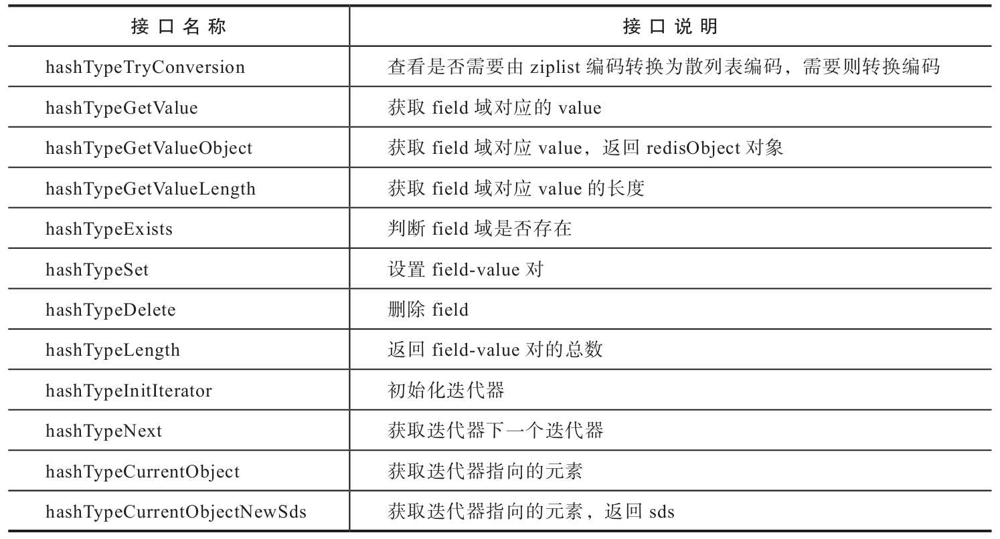 接口名称 接口说明
hashTypeTryConversion 查看是否需要由 ziplist 编码转换为散列表编码，需要则转换编码
hashTypeGetValue 获取 field 域对应的 value
hashTypeGetValueObject 获取 field 域对应 value，返回 redisObject 对象
hashTypeGetValueLength 获取 field 域对应 value 的长度
hashTypeExists 判断 field 域是否存在
hashTypeSet 设置 field-value 对
hashTypeDelete 删除 field
hashTypeLength 返回 field-value 对的总数
hashTypeInitIterator 初始化迭代器
hashTypeNext 获取迭代器下一个迭代器
hashTypeCurrentObject 获取迭代器指向的元素
hashTypeCurrentObjectNewSds 获取迭代器指向的元素，返回 sds